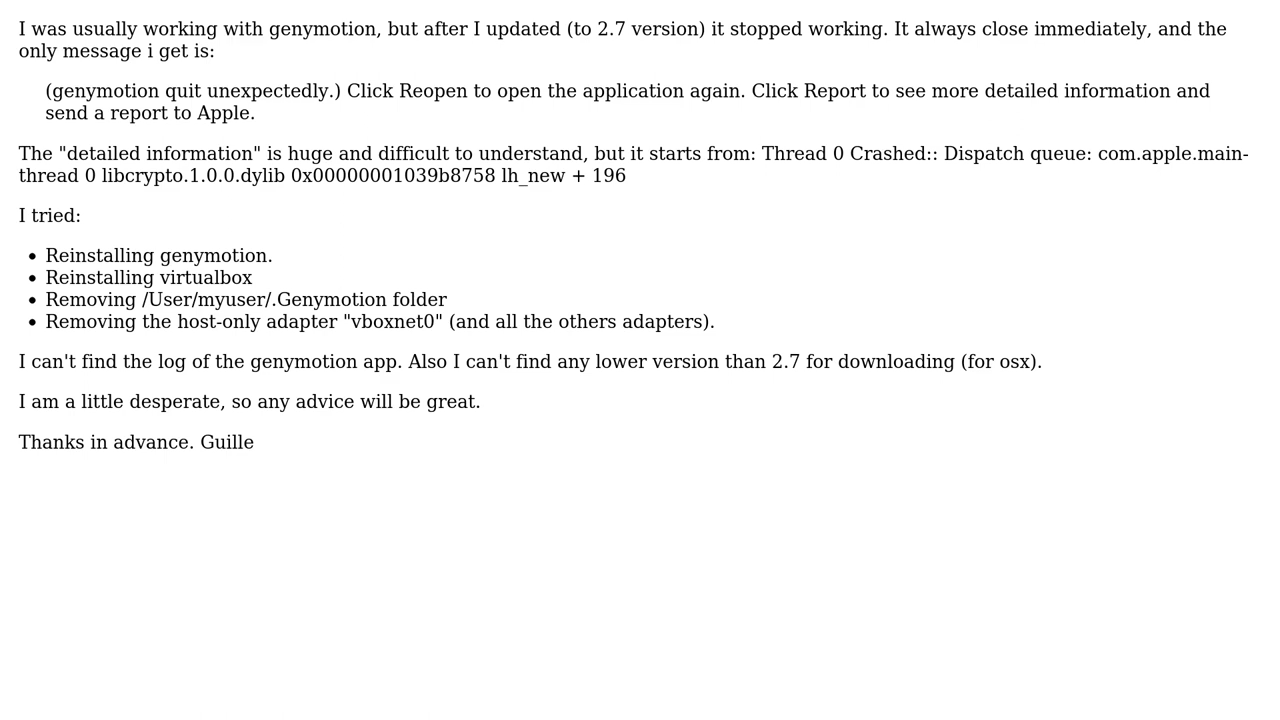 I was usually working with genymotion, but after I updated (to 2.7 version) it stopped working. It always close immediately, and the
only message i get is:
(genymotion quit unexpectedly.) Click Reopen to open the application again. Click Report to see more detailed information and
send a report to Apple.
The "detailed information" is huge and difficult to understand, but it starts from: Thread 0 Crashed:: Dispatch queue: com.apple.main-
thread 0 libcrypto.1.0.0.dylib 0x00000001039b8758 lh_new + 196
I tried:
• Reinstalling genymotion.
• Reinstalling virtualbox
• Removing /User/myuser/.Genymotion folder
• Removing the host-only adapter "vboxnet0" (and all the others adapters).
I can't find the log of the genymotion app. Also I can't find any lower version than 2.7 for downloading (for osx).
I am a little desperate, so any advice will be great.
Thanks in advance. Guille